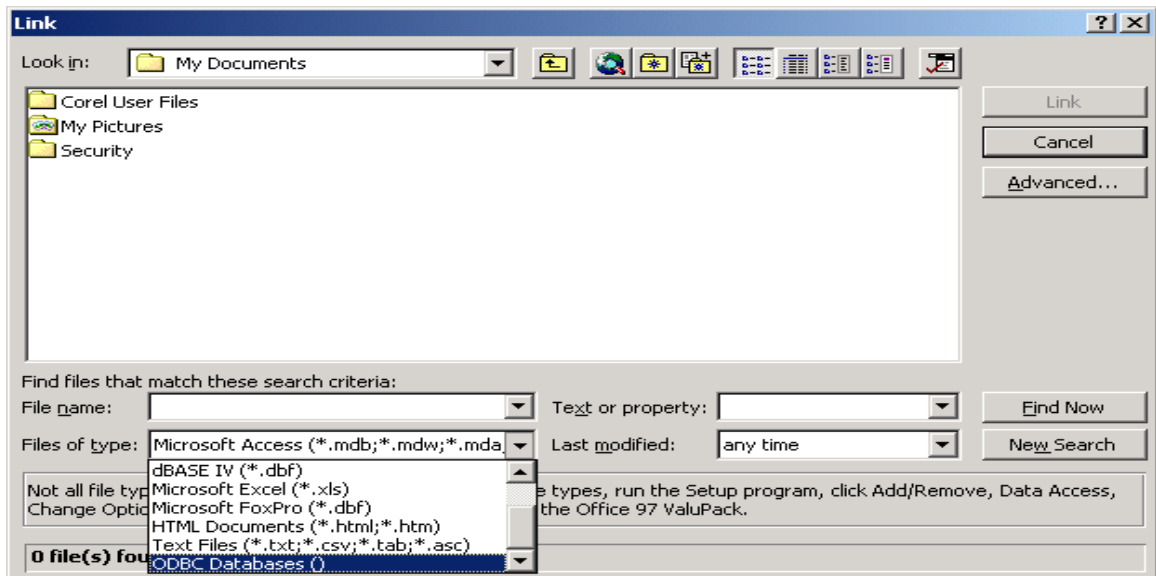 Link
Look in: My Documents
Corel User Files
My Pictures
Security
Link
Cancel
Advanced...
Find files that match these search criteria:
File name: Text or property: Find Now
Files of type: Microsoft Access (*.mdb;*.mdw;*.mda Last modified: any time New Search
dBASE IV (*.dbf)
Microsoft Excel (*.xls)
Microsoft FoxPro (*.dbf)
HTML Documents (*.html;*.htm)
Text Files (*.txt;*.csv;*.tab;*.asc)
ODBC Databases ()
Not all file typ e types, run the Setup program, click Add/Remove, Data Access,
Change Optio the Office 97 ValuPack.
0 file(s) fou